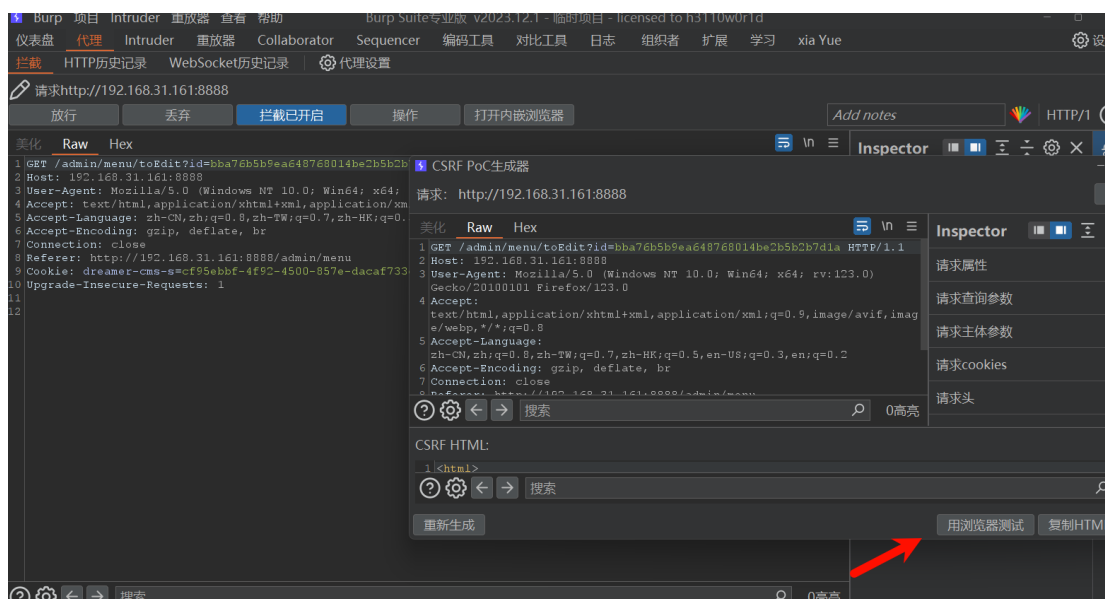 Burp 项目 Intruder 重放器 查看 帮助 Burp Suite专业版 v2023.12.1 - 临时项目 - licensed to h3110w0r1d
仪表盘 代理 Intruder 重放器 Collaborator Sequencer 编码工具 对比工具 日志 组织者 扩展 学习 xia Yue 设
拦截 HTTP历史记录 WebSocket历史记录 代理设置
请求http://192.168.31.161:8888
放行 丢弃 拦截已开启 操作 打开内嵌浏览器 Add notes HTTP/1
美化 Raw Hex \n
Inspector
1 GET /admin/menu/toEdit?id=bba76b5b9ea648768014be2b5b2b
2 Host: 192.168.31.161:8888
3 User-Agent: Mozilla/5.0 (Windows NT 10.0; Win64; x64;
4 Accept: text/html,application/xhtml+xml,application/xm
5 Accept-Language: zh-CN,zh;q=0.8,zh-TW;q=0.7,zh-HK;q=0.
6 Accept-Encoding: gzip, deflate, br
7 Connection: close
8 Referer: http://192.168.31.161:8888/admin/menu
9 Cookie: dreamer-cms-s=cf95ebbf-4f92-4500-857e-dacaf733
10 Upgrade-Insecure-Requests: 1
11
12
搜索 0高亮
CSRF PoC生成器
请求: http://192.168.31.161:8888
美化 Raw Hex \n
1 GET /admin/menu/toEdit?id=bba76b5b9ea648768014be2b5b2b7d1a HTTP/1.1
2 Host: 192.168.31.161:8888
3 User-Agent: Mozilla/5.0 (Windows NT 10.0; Win64; x64; rv:123.0)
Gecko/20100101 Firefox/123.0
4 Accept:
text/html,application/xhtml+xml,application/xml;q=0.9,image/avif,imag
e/webp,*/*;q=0.8
5 Accept-Language:
zh-CN,zh;q=0.8,zh-TW;q=0.7,zh-HK;q=0.5,en-US;q=0.3,en;q=0.2
6 Accept-Encoding: gzip, deflate, br
7 Connection: close
8 Referer: http://192.168.31.161:8888/admin/menu
搜索 0高亮
Inspector
请求属性
请求查询参数
请求主体参数
请求cookies
请求头
CSRF HTML:
1 <html>
搜索
重新生成 用浏览器测试 复制HTM